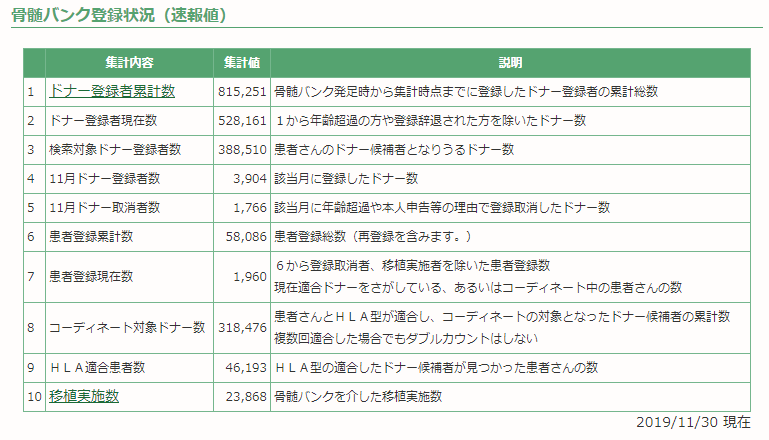 骨髄バンク登録状況（速報値）
集計内容 集計値 説明
1 ドナー登録者累計数 815,251 骨髄バンク発足時から集計時点までに登録したドナー登録者の累計総数
2 ドナー登録者現在数 528,161 １から年齢超過の方や登録辞退された方を除いたドナー数
3 検索対象ドナー登録者数 388,510 患者さんのドナー候補者となりうるドナー数
4 11月ドナー登録者数 3,904 該当月に登録したドナー数
5 11月ドナー取消者数 1,766 該当月に年齢超過や本人申告等の理由で登録取消したドナー数
6 患者登録累計数 58,086 患者登録総数（再登録を含みます。）
7 患者登録現在数 1,960 ６から登録取消者、移植実施者を除いた患者登録数
現在適合ドナーをさがしている、あるいはコーディネート中の患者さんの数
8 コーディネート対象ドナー数 318,476 患者さんとＨＬＡ型が適合し、コーディネートの対象となったドナー候補者の累計数
複数回適合した場合でもダブルカウントはしない
9 ＨＬＡ適合患者数 46,193 ＨＬＡ型の適合したドナー候補者が見つかった患者さんの数
10 移植実施数 23,868 骨髄バンクを介した移植実施数
2019/11/30 現在